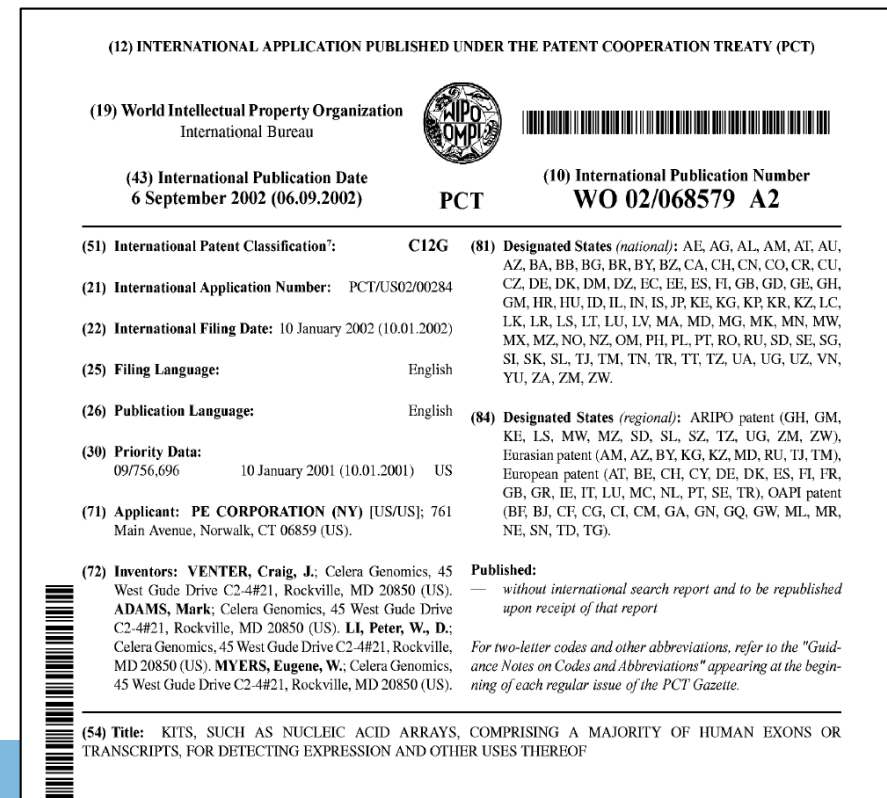 (12) INTERNATIONAL APPLICATION PUBLISHED UNDER THE PATENT COOPERATION TREATY (PCT)
(19) World Intellectual Property Organization
International Bureau
WIPO
OMPI
(43) International Publication Date
6 September 2002 (06.09.2002)
PCT
(10) International Publication Number
WO 02/068579 A2
(51) International Patent Classification7: C12G
(21) International Application Number: PCT/US02/00284
(22) International Filing Date: 10 January 2002 (10.01.2002)
(25) Filing Language: English
(26) Publication Language: English
(30) Priority Data:
09/756,696 10 January 2001 (10.01.2001) US
(71) Applicant: PE CORPORATION (NY) [US/US]; 761
Main Avenue, Norwalk, CT 06859 (US).
(72) Inventors: VENTER, Craig, J.; Celera Genomics, 45
West Gude Drive C2-4#21, Rockville, MD 20850 (US).
ADAMS, Mark; Celera Genomics, 45 West Gude Drive
C2-4#21, Rockville, MD 20850 (US). LI, Peter, W., D.;
Celera Genomics, 45 West Gude Drive C2-4#21, Rockville,
MD 20850 (US). MYERS, Eugene, W.; Celera Genomics,
45 West Gude Drive C2-4#21, Rockville, MD 20850 (US).
(81) Designated States (national): AE, AG, AL, AM, AT, AU,
AZ, BA, BB, BG, BR, BY, BZ, CA, CH, CN, CO, CR, CU,
CZ, DE, DK, DM, DZ, EC, EE, ES, FI, GB, GD, GE, GH,
GM, HR, HU, ID, IL, IN, IS, JP, KE, KG, KP, KR, KZ, LC,
LK, LR, LS, LT, LU, LV, MA, MD, MG, MK, MN, MW,
MX, MZ, NO, NZ, OM, PH, PL, PT, RO, RU, SD, SE, SG,
SI, SK, SL, TJ, TM, TN, TR, TT, TZ, UA, UG, UZ, VN,
YU, ZA, ZM, ZW.
(84) Designated States (regional): ARIPO patent (GH, GM,
KE, LS, MW, MZ, SD, SL, SZ, TZ, UG, ZM, ZW),
Eurasian patent (AM, AZ, BY, KG, KZ, MD, RU, TJ, TM),
European patent (AT, BE, CH, CY, DE, DK, ES, FI, FR,
GB, GR, IE, IT, LU, MC, NL, PT, SE, TR), OAPI patent
(BF, BJ, CF, CG, CI, CM, GA, GN, GQ, GW, ML, MR,
NE, SN, TD, TG).
Published:
— without international search report and to be republished
upon receipt of that report
For two-letter codes and other abbreviations, refer to the "Guid-
ance Notes on Codes and Abbreviations" appearing at the begin-
ning of each regular issue of the PCT Gazette.
(54) Title: KITS, SUCH AS NUCLEIC ACID ARRAYS, COMPRISING A MAJORITY OF HUMAN EXONS OR
TRANSCRIPTS, FOR DETECTING EXPRESSION AND OTHER USES THEREOF